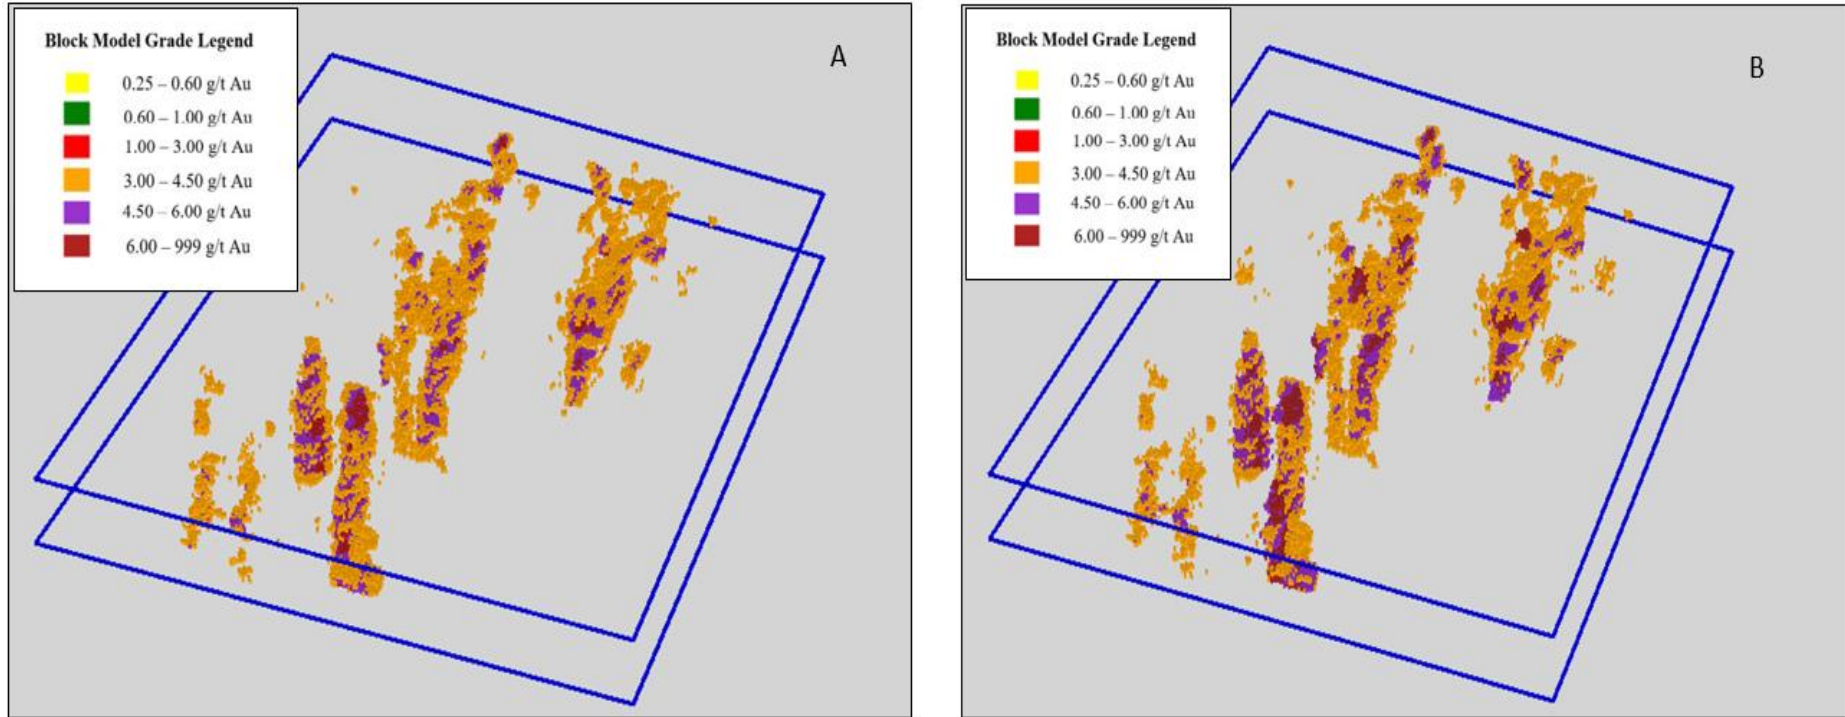 Block Model Grade Legend
0.25 – 0.60 g/t Au
0.60 – 1.00 g/t Au
1.00 – 3.00 g/t Au
3.00 – 4.50 g/t Au
4.50 – 6.00 g/t Au
6.00 – 999 g/t Au
A
Block Model Grade Legend
0.25 – 0.60 g/t Au
0.60 – 1.00 g/t Au
1.00 – 3.00 g/t Au
3.00 – 4.50 g/t Au
4.50 – 6.00 g/t Au
6.00 – 999 g/t Au
B